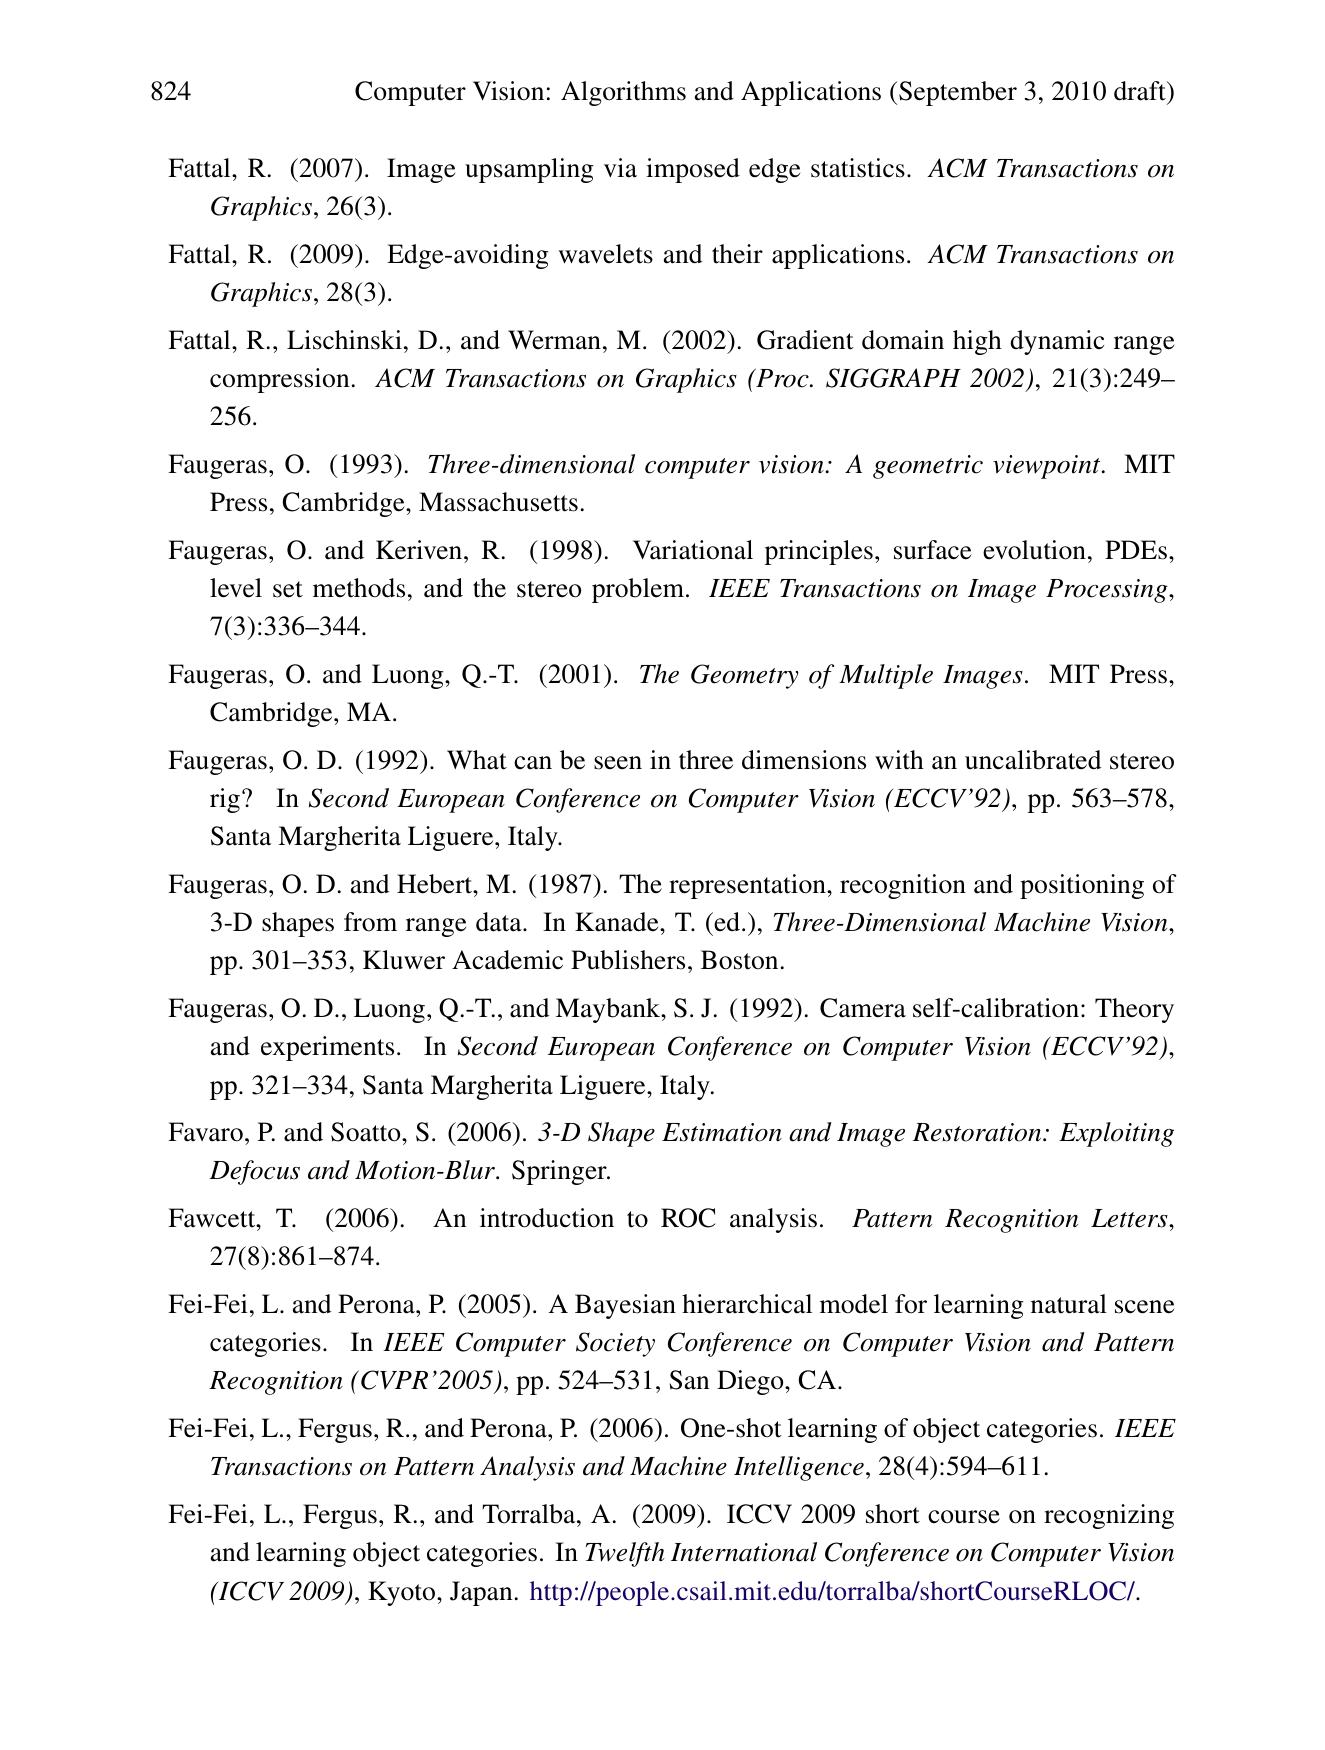 824 Computer Vision: Algorithms and Applications (September 3, 2010 draft)
Fattal, R. (2007). Image upsampling via imposed edge statistics. ACM Transactions on
Graphics, 26(3).
Fattal, R. (2009). Edge-avoiding wavelets and their applications. ACM Transactions on
Graphics, 28(3).
Fattal, R., Lischinski, D., and Werman, M. (2002). Gradient domain high dynamic range
compression. ACM Transactions on Graphics (Proc. SIGGRAPH 2002), 21(3):249–
256.
Faugeras, O. (1993). Three-dimensional computer vision: A geometric viewpoint. MIT
Press, Cambridge, Massachusetts.
Faugeras, O. and Keriven, R. (1998). Variational principles, surface evolution, PDEs,
level set methods, and the stereo problem. IEEE Transactions on Image Processing,
7(3):336–344.
Faugeras, O. and Luong, Q.-T. (2001). The Geometry of Multiple Images. MIT Press,
Cambridge, MA.
Faugeras, O. D. (1992). What can be seen in three dimensions with an uncalibrated stereo
rig? In Second European Conference on Computer Vision (ECCV’92), pp. 563–578,
Santa Margherita Liguere, Italy.
Faugeras, O. D. and Hebert, M. (1987). The representation, recognition and positioning of
3-D shapes from range data. In Kanade, T. (ed.), Three-Dimensional Machine Vision,
pp. 301–353, Kluwer Academic Publishers, Boston.
Faugeras, O. D., Luong, Q.-T., and Maybank, S. J. (1992). Camera self-calibration: Theory
and experiments. In Second European Conference on Computer Vision (ECCV’92),
pp. 321–334, Santa Margherita Liguere, Italy.
Favaro, P. and Soatto, S. (2006). 3-D Shape Estimation and Image Restoration: Exploiting
Defocus and Motion-Blur. Springer.
Fawcett, T. (2006). An introduction to ROC analysis. Pattern Recognition Letters,
27(8):861–874.
Fei-Fei, L. and Perona, P. (2005). A Bayesian hierarchical model for learning natural scene
categories. In IEEE Computer Society Conference on Computer Vision and Pattern
Recognition (CVPR’2005), pp. 524–531, San Diego, CA.
Fei-Fei, L., Fergus, R., and Perona, P. (2006). One-shot learning of object categories. IEEE
Transactions on Pattern Analysis and Machine Intelligence, 28(4):594–611.
Fei-Fei, L., Fergus, R., and Torralba, A. (2009). ICCV 2009 short course on recognizing
and learning object categories. In Twelfth International Conference on Computer Vision
(ICCV 2009), Kyoto, Japan. http://people.csail.mit.edu/torralba/shortCourseRLOC/.